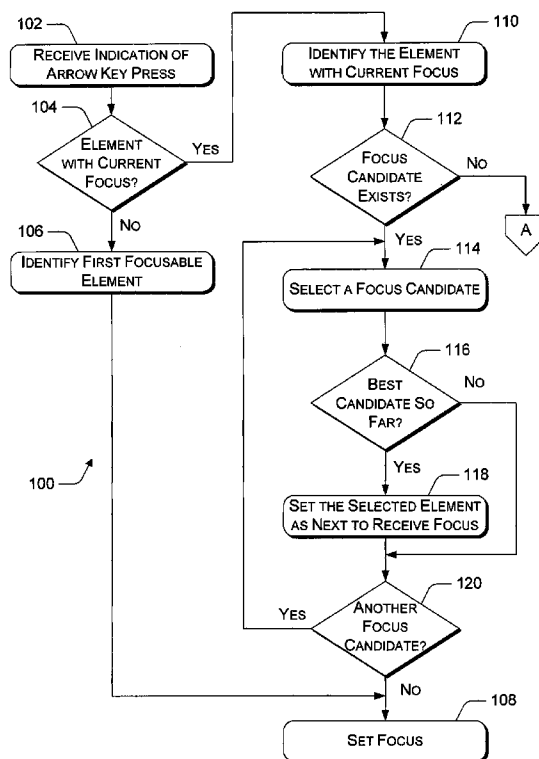 102
RECEIVE INDICATION OF
ARROW KEY PRESS
104
ELEMENT
WITH CURRENT
FOCUS?
YES
NO
106
IDENTIFY FIRST FOCUSABLE
ELEMENT
100
110
IDENTIFY THE ELEMENT
WITH CURRENT FOCUS
112
FOCUS
CANDIDATE
EXISTS?
NO
A
YES
114
SELECT A FOCUS CANDIDATE
116
BEST
CANDIDATE SO
FAR?
NO
YES
118
SET THE SELECTED ELEMENT
AS NEXT TO RECEIVE FOCUS
120
ANOTHER
FOCUS
CANDIDATE?
YES
NO
108
SET FOCUS